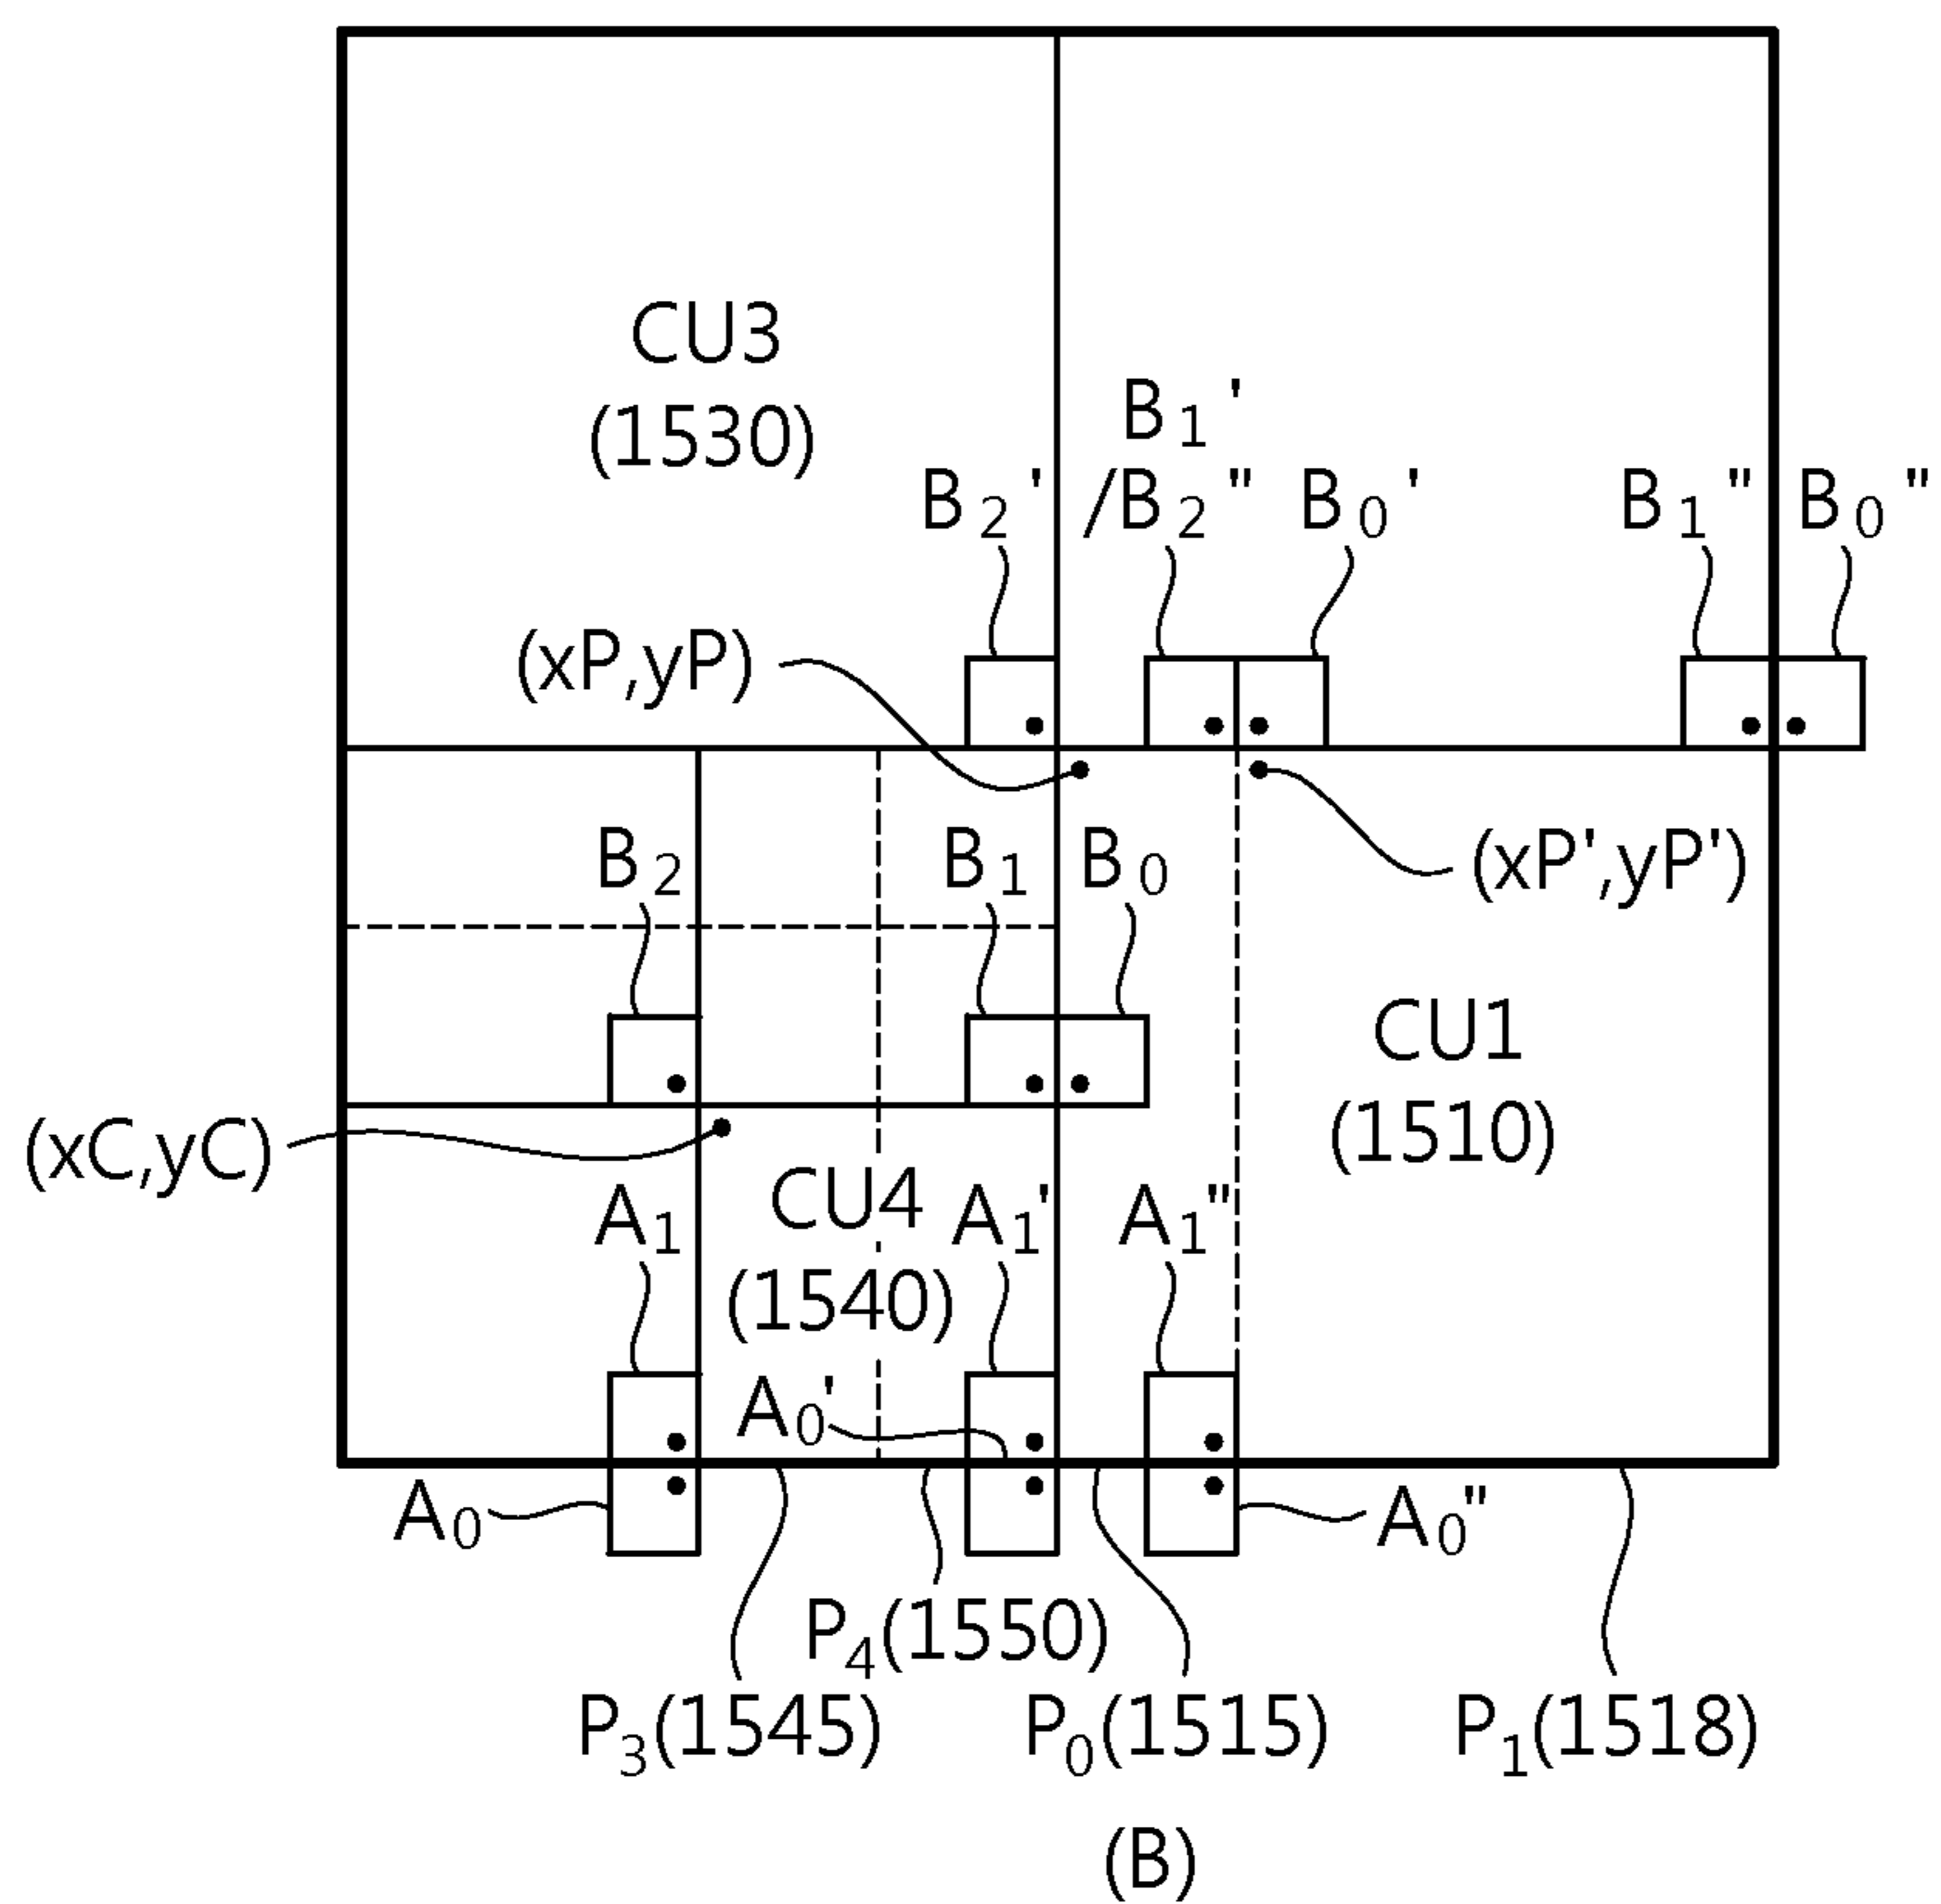 CU3
(1530)
B₁'
B₂' /B₂" B₀' B₁" B₀"
(xP,yP)
B₂ B₁ B₀ (xP',yP')
CU1
(1510)
(xC,yC)
CU4
A₁ A₁' A₁"
(1540)
A₀'
A₀ A₀"
P₄(1550)
P₃(1545) P₀(1515) P₁(1518)
(B)